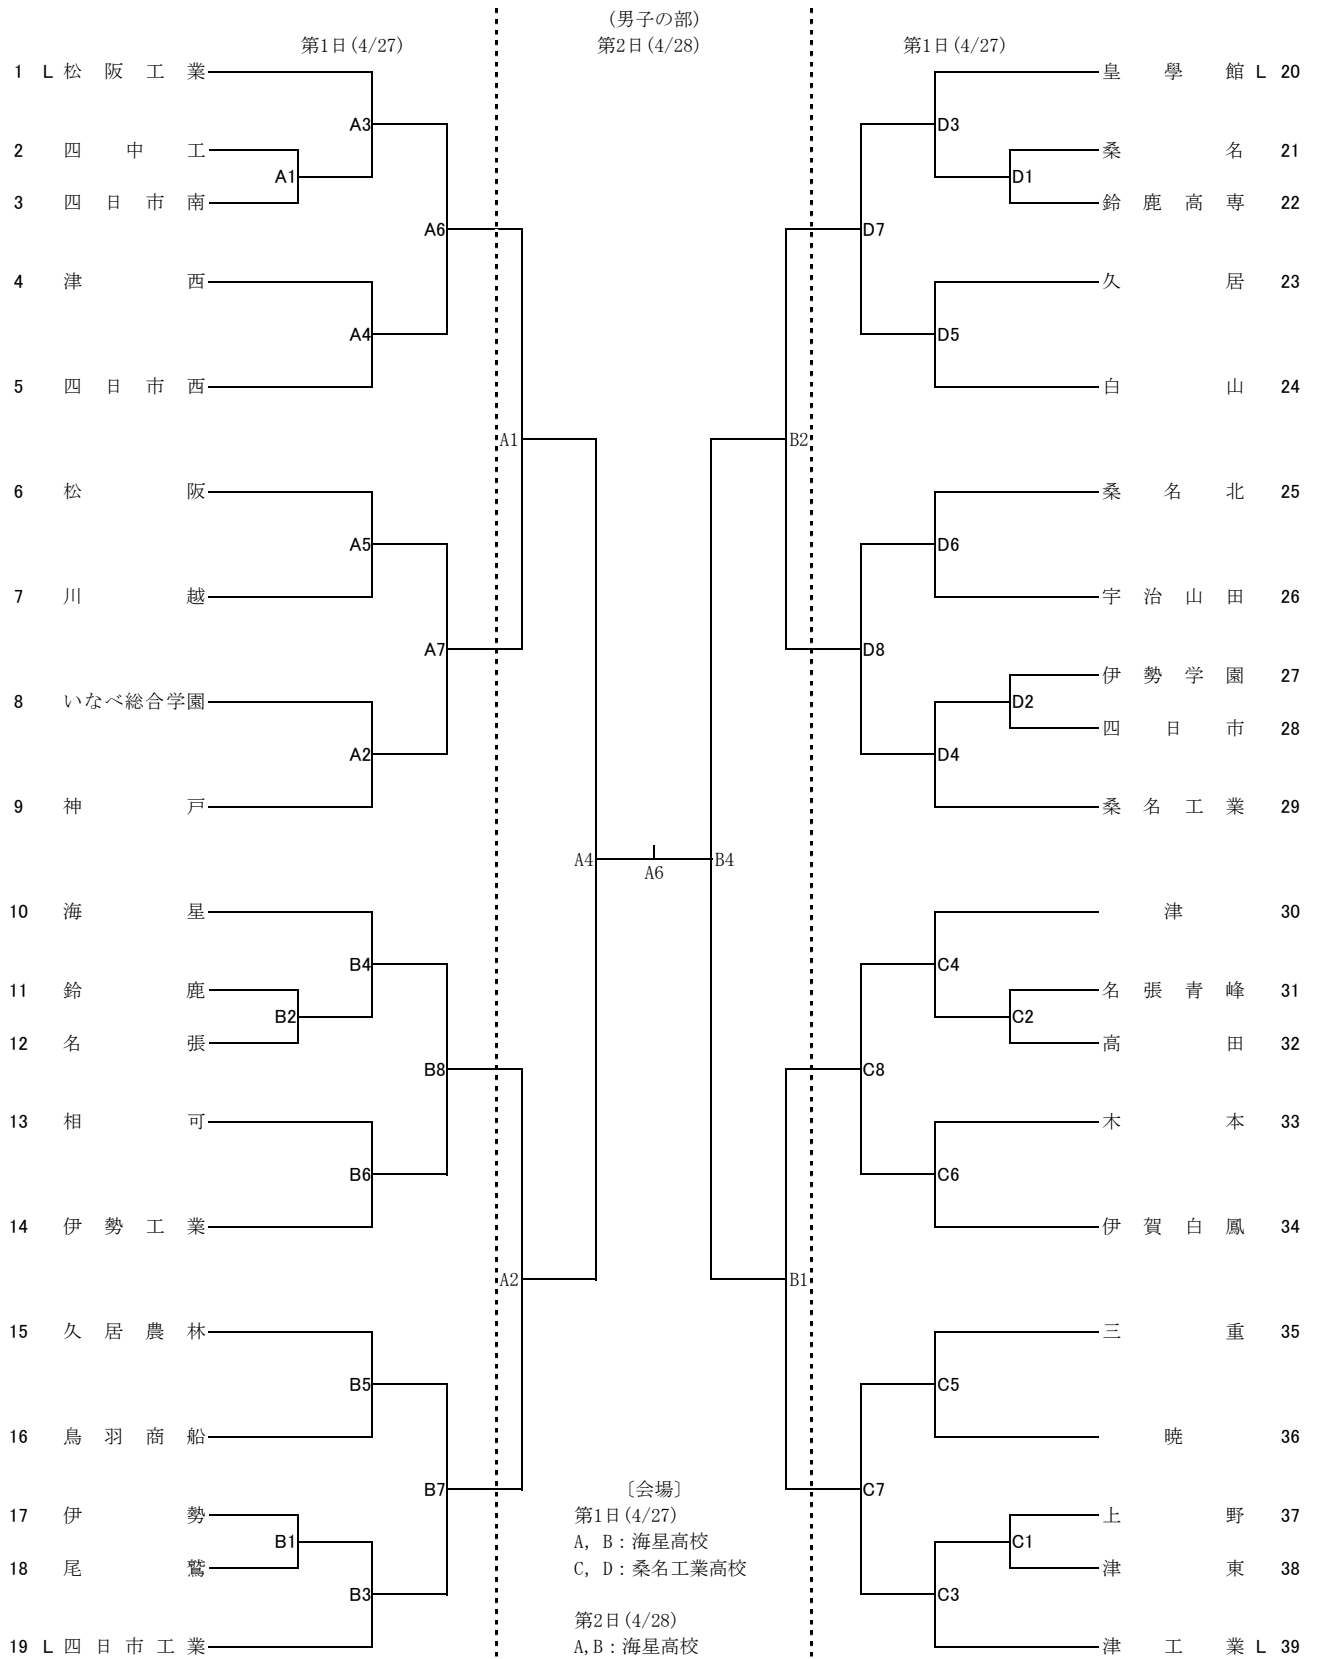 (男子の部)
第1日(4/27) 第2日(4/28) 第1日(4/27)
1 L 松阪工業 皇學館 L 20
A3 D3
2 四中工 桑名 21
A1 D1
3 四日市南 鈴鹿高専 22
A6 D7
4 津西 久居 23
A4 D5
5 四日市西 白山 24
A1 B2
6 松阪 桑名北 25
A5 D6
7 川越 宇治山田 26
A7 D8
伊勢学園 27
8 いなべ総合学園 D2
四日市 28
A2 D4
9 神戸 桑名工業 29
A4 B4
A6
10 海星 津 30
B4 C4
11 鈴鹿 名張青峰 31
B2 C2
12 名張 高田 32
B8 C8
13 相可 木本 33
B6 C6
14 伊勢工業 伊賀白鳳 34
A2 B1
15 久居農林 三重 35
B5 C5
16 鳥羽商船 暁 36
B7 〔会場〕 C7
17 伊勢 第1日(4/27) 上野 37
B1 A, B：海星高校 C1
18 尾鷲 C, D：桑名工業高校 津東 38
B3 C3
第2日(4/28)
19 L 四日市工業 A,B：海星高校 津工業 L 39